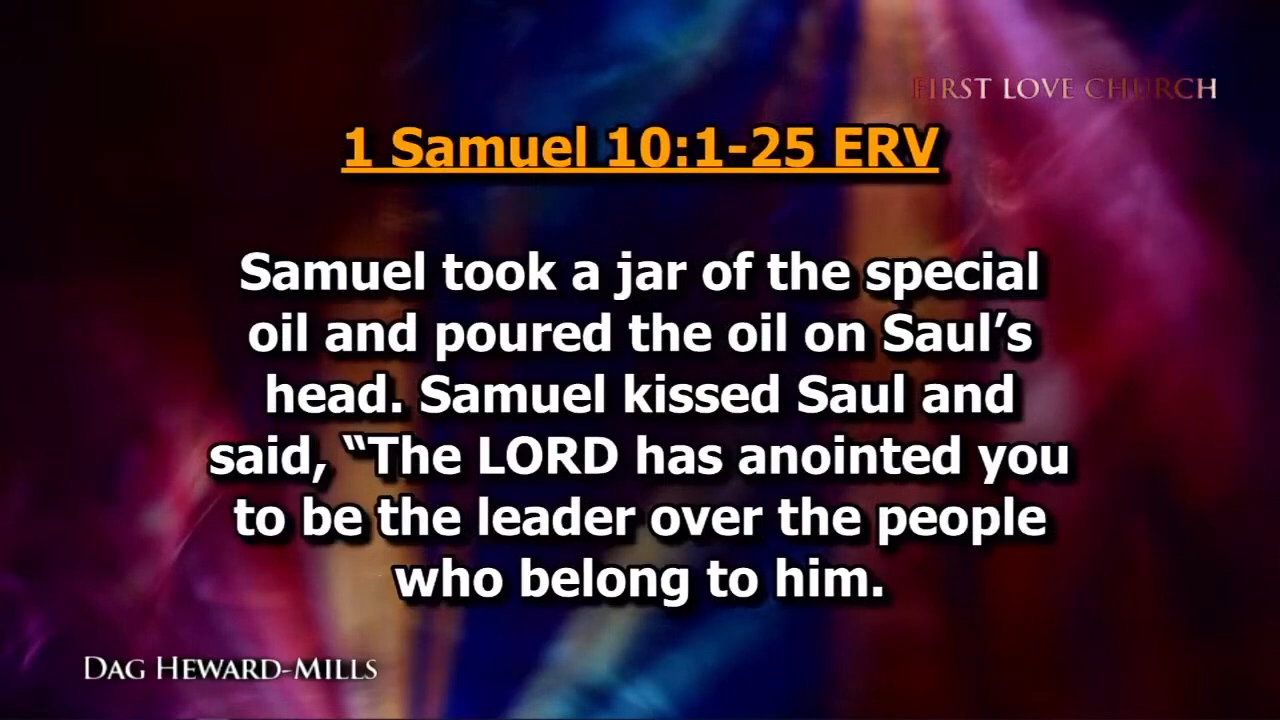 FIRST LOVE CHURCH
1 Samuel 10:1-25 ERV
Samuel took a jar of the special
oil and poured the oil on Saul’s
head. Samuel kissed Saul and
said, “The LORD has anointed you
to be the leader over the people
who belong to him.
DAG HEWARD-MILLS